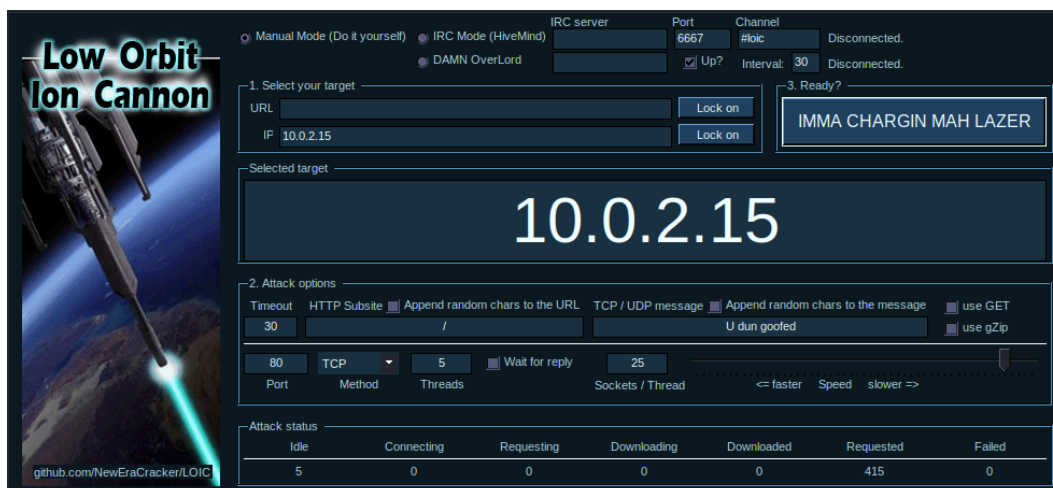 Low Orbit
Ion Cannon
github.com/NewEraCracker/LOIC
IRC server Port Channel
Manual Mode (Do it yourself) IRC Mode (HiveMind) 6667 #loic Disconnected.
DAMN OverLord Up? Interval: 30 Disconnected.
1. Select your target
URL Lock on
IP 10.0.2.15 Lock on
3. Ready?
IMMA CHARGIN MAH LAZER
Selected target
10.0.2.15
2. Attack options
Timeout HTTP Subsite Append random chars to the URL TCP / UDP message Append random chars to the message use GET
30 / U dun goofed use gZip
80 TCP 5 Wait for reply 25
Port Method Threads Sockets / Thread <= faster Speed slower =>
Attack status
Idle Connecting Requesting Downloading Downloaded Requested Failed
5 0 0 0 0 415 0